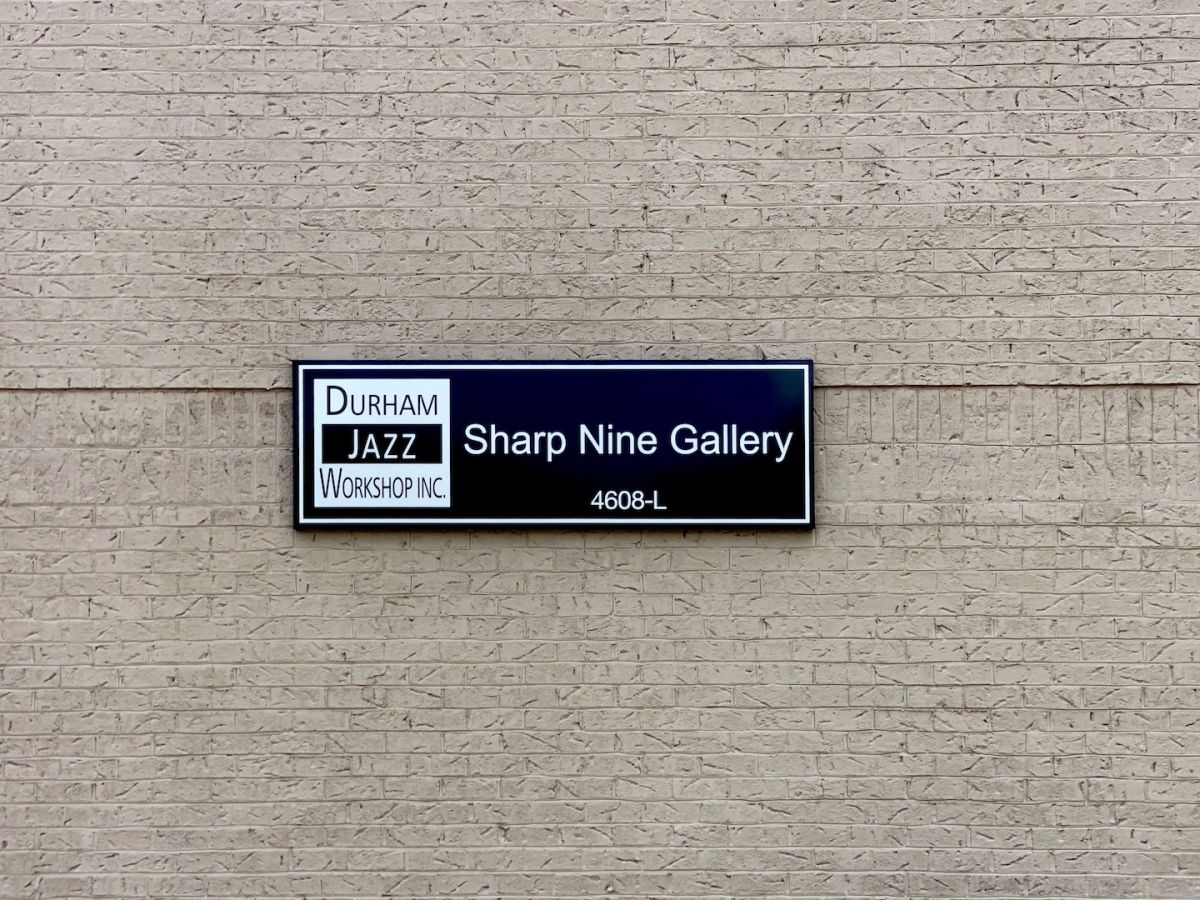 DURHAM
JAZZ
WORKSHOP INC.
Sharp Nine Gallery
4608-L